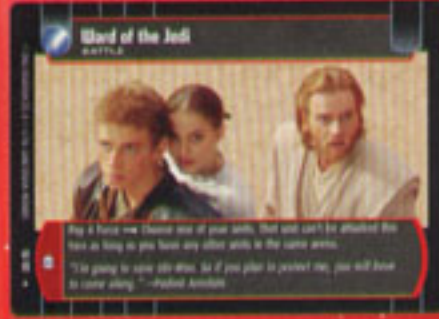 Ward of the Jedi
BATTLE
Pay 4 Force → Choose one of your units. That unit can't be attacked this
turn as long as you have any other units in the same arena.
"I'm going to save Obi-Wan. So if you plan to protect me, you will have
to come along." —Padmé Amidala